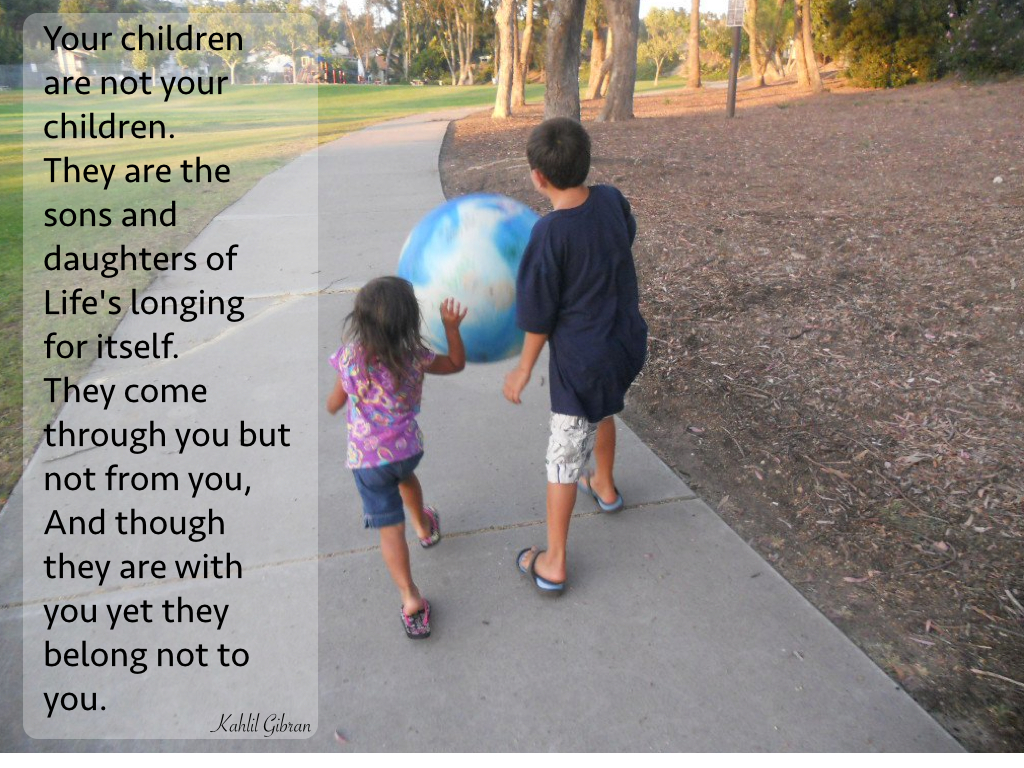 Your children
are not your
children.
They are the
sons and
daughters of
Life's longing
for itself.
They come
through you but
not from you,
And though
they are with
you yet they
belong not to
you.
Kahlil Gibran